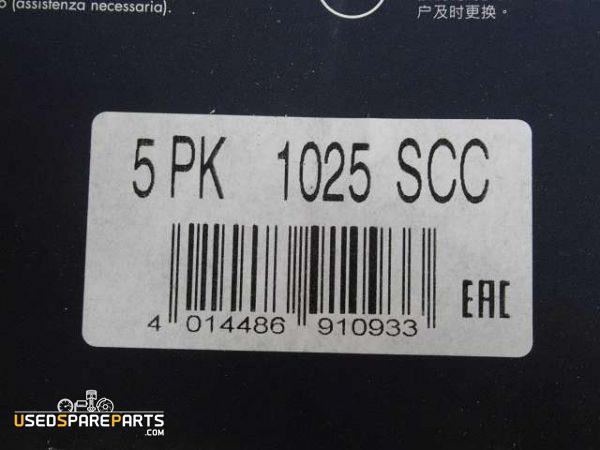 (assistenza necessaria).
户及时更换。
5 PK 1025 SCC
4 014486 910933
EAC
USEDSPAREPARTS
.COM